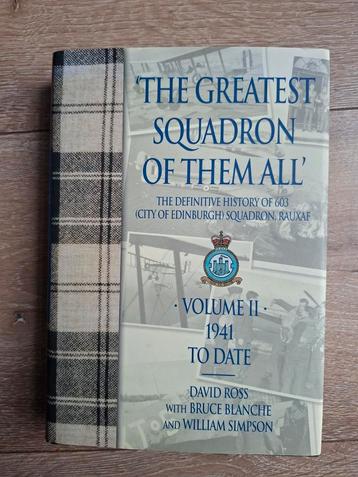 'THE GREATEST
SQUADRON
OF THEM ALL'
THE DEFINITIVE HISTORY OF 603
(CITY OF EDINBURGH) SQUADRON, RAUXAF
· VOLUME II ·
1941
TO DATE
DAVID ROSS
WITH BRUCE BLANCHE
AND WILLIAM SIMPSON